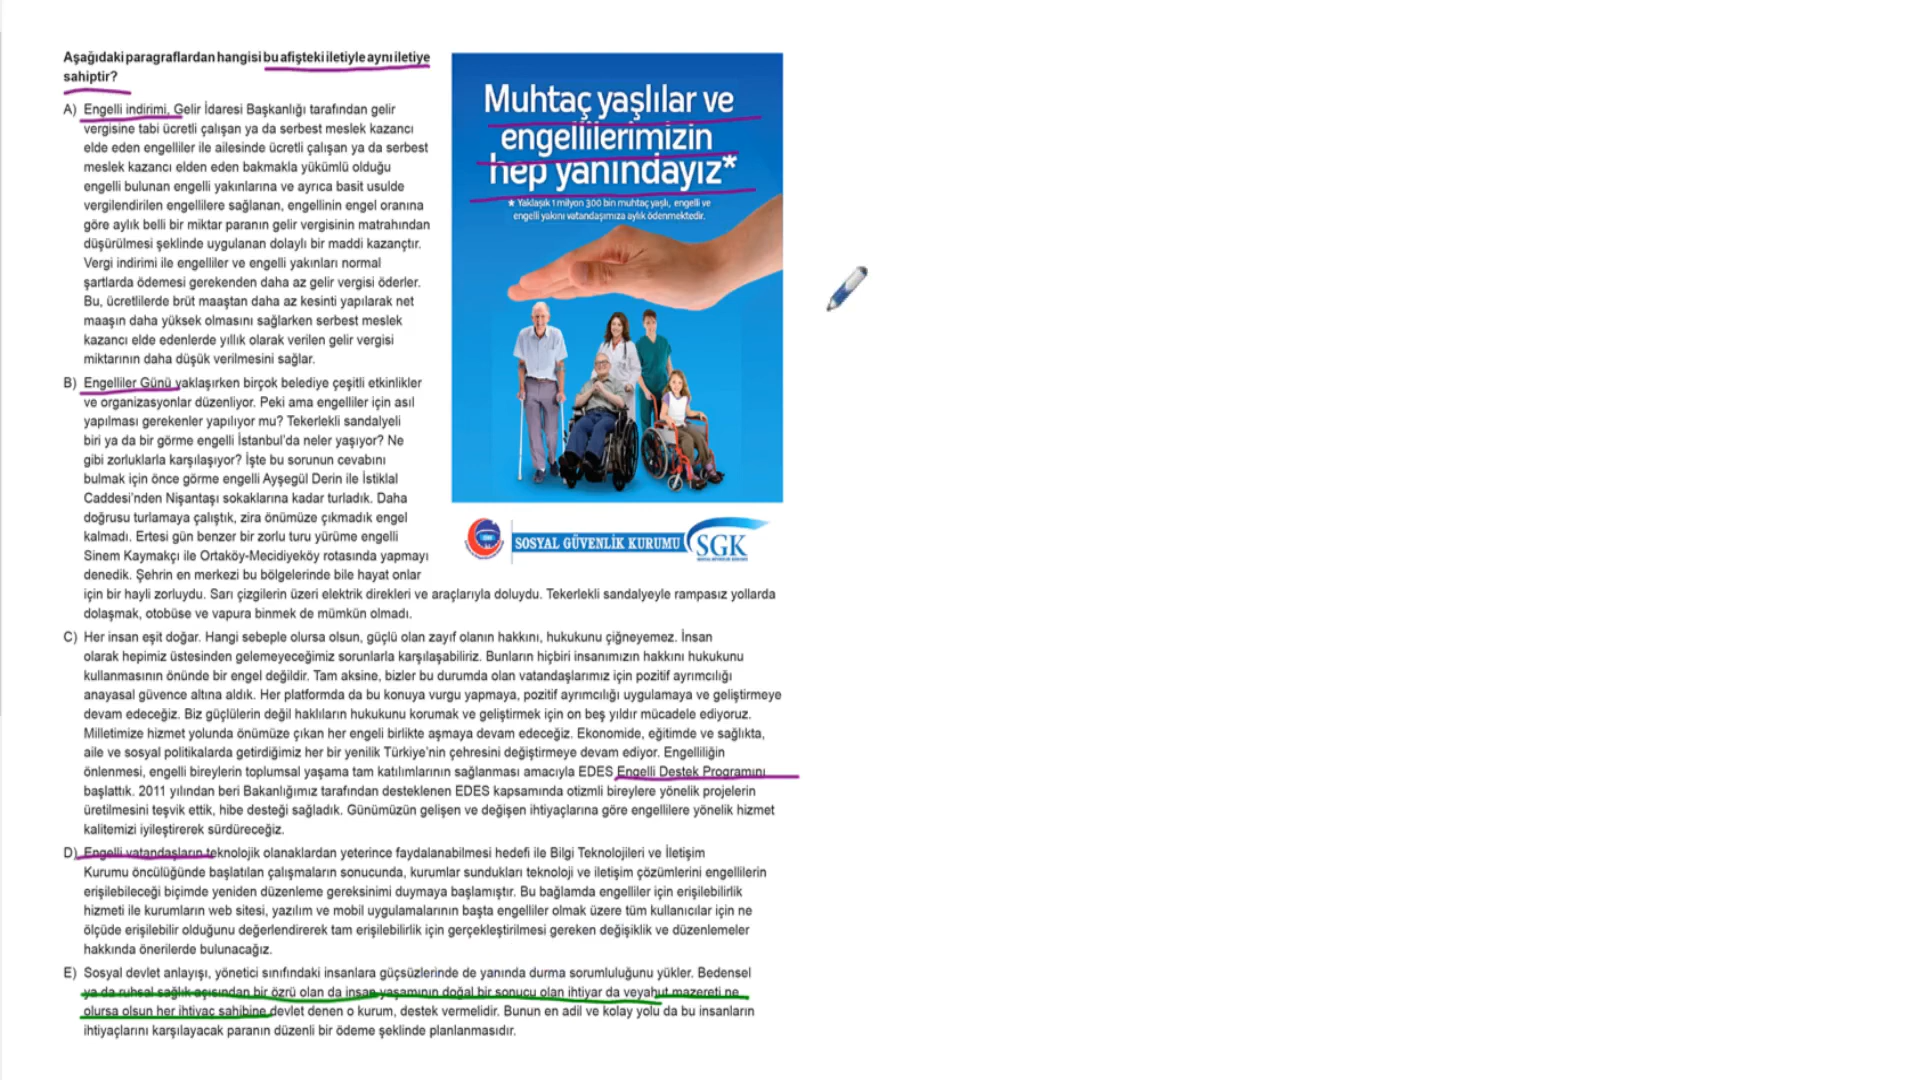 Aşağıdaki paragraflardan hangisi bu afişteki iletiyle aynı iletiye
sahiptir?
A) Engelli indirimi, Gelir İdaresi Başkanlığı tarafından gelir
vergisine tabi ücretli çalışan ya da serbest meslek kazancı
elde eden engelliler ile ailesinde ücretli çalışan ya da serbest
meslek kazancı elden eden bakmakla yükümlü olduğu
engelli bulunan engelli yakınlarına ve ayrıca basit usulde
vergilendirilen engellilere sağlanan, engellinin engel oranına
göre aylık belli bir miktar paranın gelir vergisinin matrahından
düşürülmesi şeklinde uygulanan dolaylı bir maddi kazançtır.
Vergi indirimi ile engelliler ve engelli yakınları normal
şartlarda ödemesi gerekenden daha az gelir vergisi öderler.
Bu, ücretlilerde brüt maaştan daha az kesinti yapılarak net
maaşın daha yüksek olmasını sağlarken serbest meslek
kazancı elde edenlerde yıllık olarak verilen gelir vergisi
miktarının daha düşük verilmesini sağlar.
B) Engelliler Günü yaklaşırken birçok belediye çeşitli etkinlikler
ve organizasyonlar düzenliyor. Peki ama engelliler için asıl
yapılması gerekenler yapılıyor mu? Tekerlekli sandalyeli
biri ya da bir görme engelli İstanbul'da neler yaşıyor? Ne
gibi zorluklarla karşılaşıyor? İşte bu sorunun cevabını
bulmak için önce görme engelli Ayşegül Derin ile İstiklal
Caddesi'nden Nişantaşı sokaklarına kadar turladık. Daha
doğrusu turlamaya çalıştık, zira önümüze çıkmadık engel
kalmadı. Ertesi gün benzer bir zorlu turu yürüme engelli
Sinem Kaymakçı ile Ortaköy-Mecidiyeköy rotasında yapmayı
denedik. Şehrin en merkezi bu bölgelerinde bile hayat onlar
için bir hayli zorluydu. Sarı çizgilerin üzeri elektrik direkleri ve araçlarıyla doluydu. Tekerlekli sandalyeyle rampasız yollarda
dolaşmak, otobüse ve vapura binmek de mümkün olmadı.
C) Her insan eşit doğar. Hangi sebeple olursa olsun, güçlü olan zayıf olanın hakkını, hukukunu çiğneyemez. İnsan
olarak hepimiz üstesinden gelemeyeceğimiz sorunlarla karşılaşabiliriz. Bunların hiçbiri insanımızın hakkını hukukunu
kullanmasının önünde bir engel değildir. Tam aksine, bizler bu durumda olan vatandaşlarımız için pozitif ayrımcılığı
anayasal güvence altına aldık. Her platformda da bu konuya vurgu yapmaya, pozitif ayrımcılığı uygulamaya ve geliştirmeye
devam edeceğiz. Biz güçlülerin değil haklıların hukukunu korumak ve geliştirmek için on beş yıldır mücadele ediyoruz.
Milletimize hizmet yolunda önümüze çıkan her engeli birlikte aşmaya devam edeceğiz. Ekonomide, eğitimde ve sağlıkta,
aile ve sosyal politikalarda getirdiğimiz her bir yenilik Türkiye'nin çehresini değiştirmeye devam ediyor. Engelliliğin
önlenmesi, engelli bireylerin toplumsal yaşama tam katılımlarının sağlanması amacıyla EDES Engelli Destek Programını
başlattık. 2011 yılından beri Bakanlığımız tarafından desteklenen EDES kapsamında otizmli bireylere yönelik projelerin
üretilmesini teşvik ettik, hibe desteği sağladık. Günümüzün gelişen ve değişen ihtiyaçlarına göre engellilere yönelik hizmet
kalitemizi iyileştirerek sürdüreceğiz.
D) Engelli vatandaşların teknolojik olanaklardan yeterince faydalanabilmesi hedefi ile Bilgi Teknolojileri ve İletişim
Kurumu öncülüğünde başlatılan çalışmaların sonucunda, kurumlar sundukları teknoloji ve iletişim çözümlerini engellilerin
erişilebileceği biçimde yeniden düzenleme gereksinimi duymaya başlamıştır. Bu bağlamda engelliler için erişilebilirlik
hizmeti ile kurumların web sitesi, yazılım ve mobil uygulamalarının başta engelliler olmak üzere tüm kullanıcılar için ne
ölçüde erişilebilir olduğunu değerlendirerek tam erişilebilirlik için gerçekleştirilmesi gereken değişiklik ve düzenlemeler
hakkında önerilerde bulunacağız.
E) Sosyal devlet anlayışı, yönetici sınıfındaki insanlara güçsüzlerinde de yanında durma sorumluluğunu yükler. Bedensel
ya da ruhsal sağlık açısından bir özrü olan da insan yaşamının doğal bir sonucu olan ihtiyar da veyahut mazereti ne
olursa olsun her ihtiyaç sahibine devlet denen o kurum, destek vermelidir. Bunun en adil ve kolay yolu da bu insanların
ihtiyaçlarını karşılayacak paranın düzenli bir ödeme şeklinde planlanmasıdır.
Muhtaç yaşlılar ve
engellilerimizin
hep yanındayız*
* Yaklaşık 1 milyon 300 bin muhtaç yaşlı, engelli ve
engelli yakını vatandaşımıza aylık ödenmektedir.
SOSYAL GÜVENLİK KURUMU
SGK